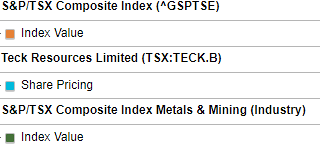 S&P/TSX Composite Index (^GSPTSE)
Index Value
Teck Resources Limited (TSX:TECK.B)
Share Pricing
S&P/TSX Composite Index Metals & Mining (Industry)
Index Value